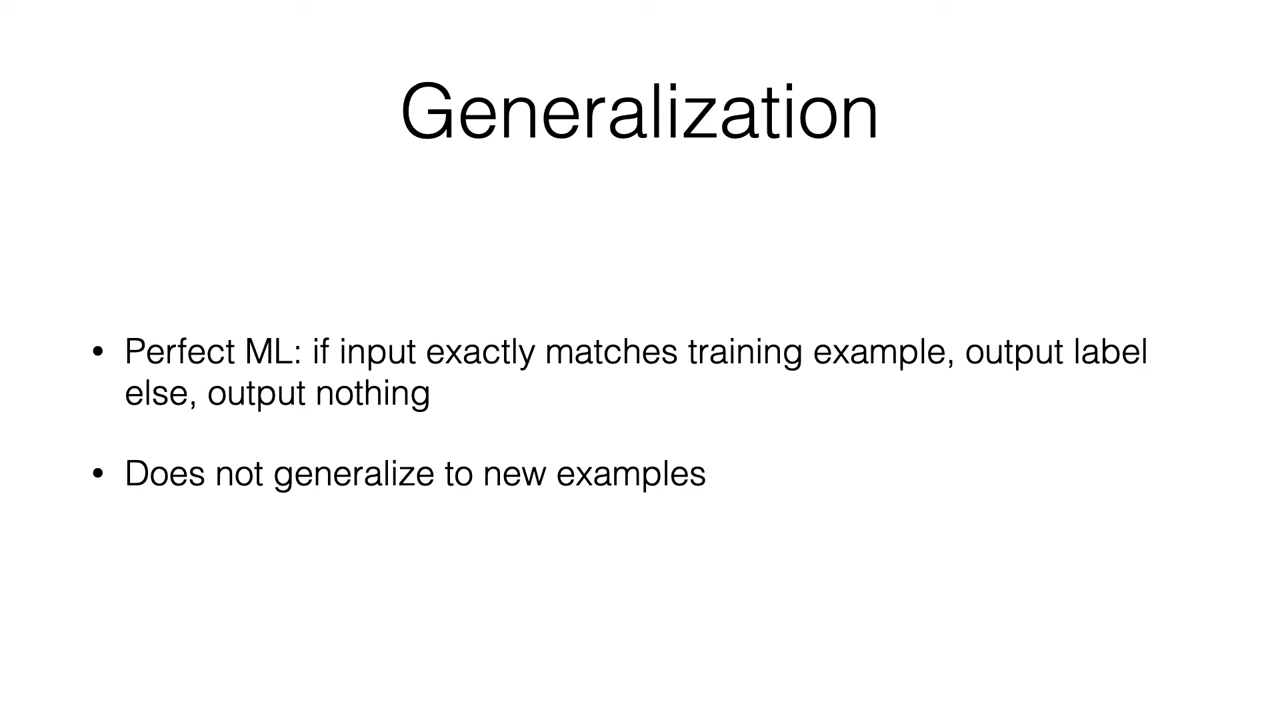 Generalization
• Perfect ML: if input exactly matches training example, output label
else, output nothing
• Does not generalize to new examples